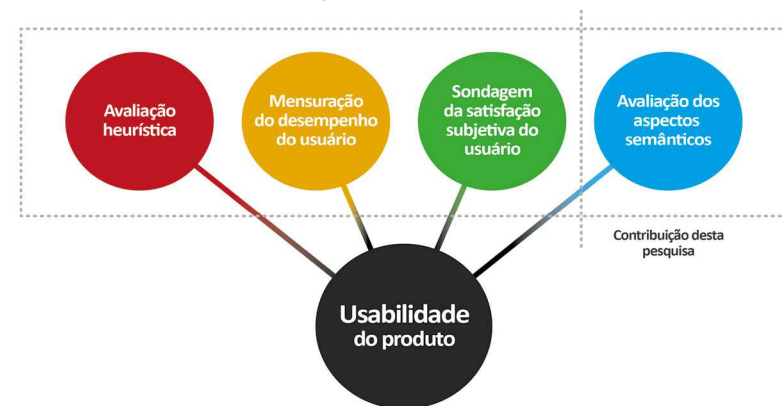 Avaliação
heurística
Mensuração
do desempenho
do usuário
Sondagem
da satisfação
subjetiva do
usuário
Avaliação dos
aspectos
semânticos
Contribuição desta
pesquisa
Usabilidade
do produto